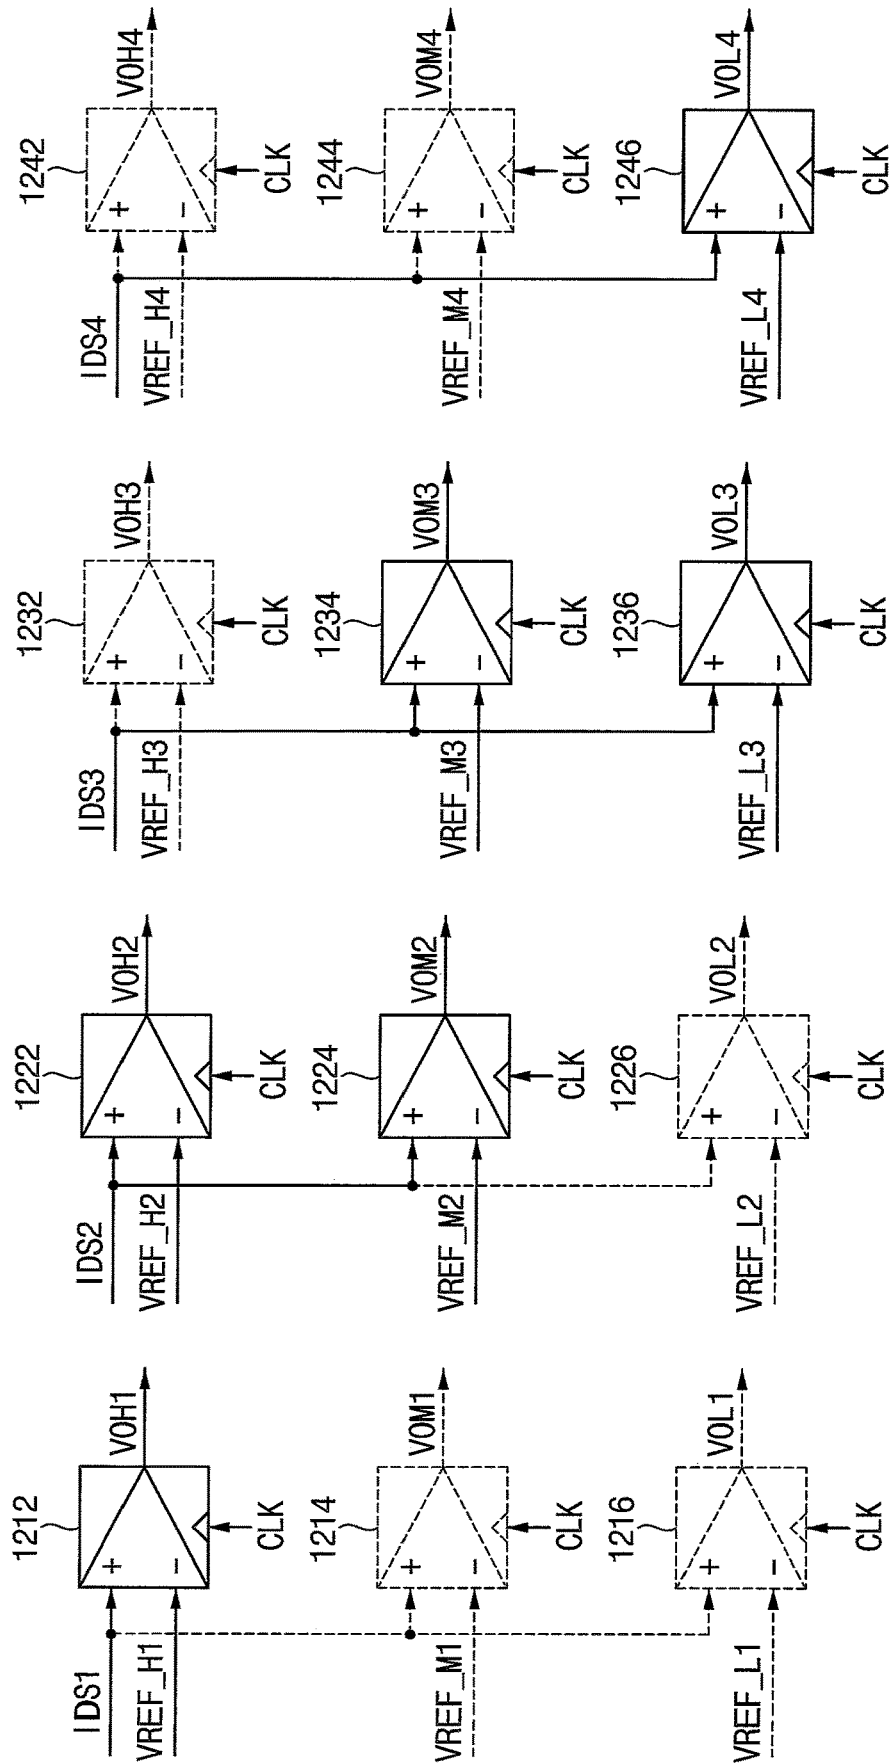 1212
IDS1
VREF_H1
VOH1
CLK
1214
VREF_M1
VOM1
CLK
1216
VREF_L1
VOL1
CLK
1222
IDS2
VREF_H2
VOH2
CLK
1224
VREF_M2
VOM2
CLK
1226
VREF_L2
VOL2
CLK
1232
IDS3
VREF_H3
VOH3
CLK
1234
VREF_M3
VOM3
CLK
1236
VREF_L3
VOL3
CLK
1242
IDS4
VREF_H4
VOH4
CLK
1244
VREF_M4
VOM4
CLK
1246
VREF_L4
VOL4
CLK